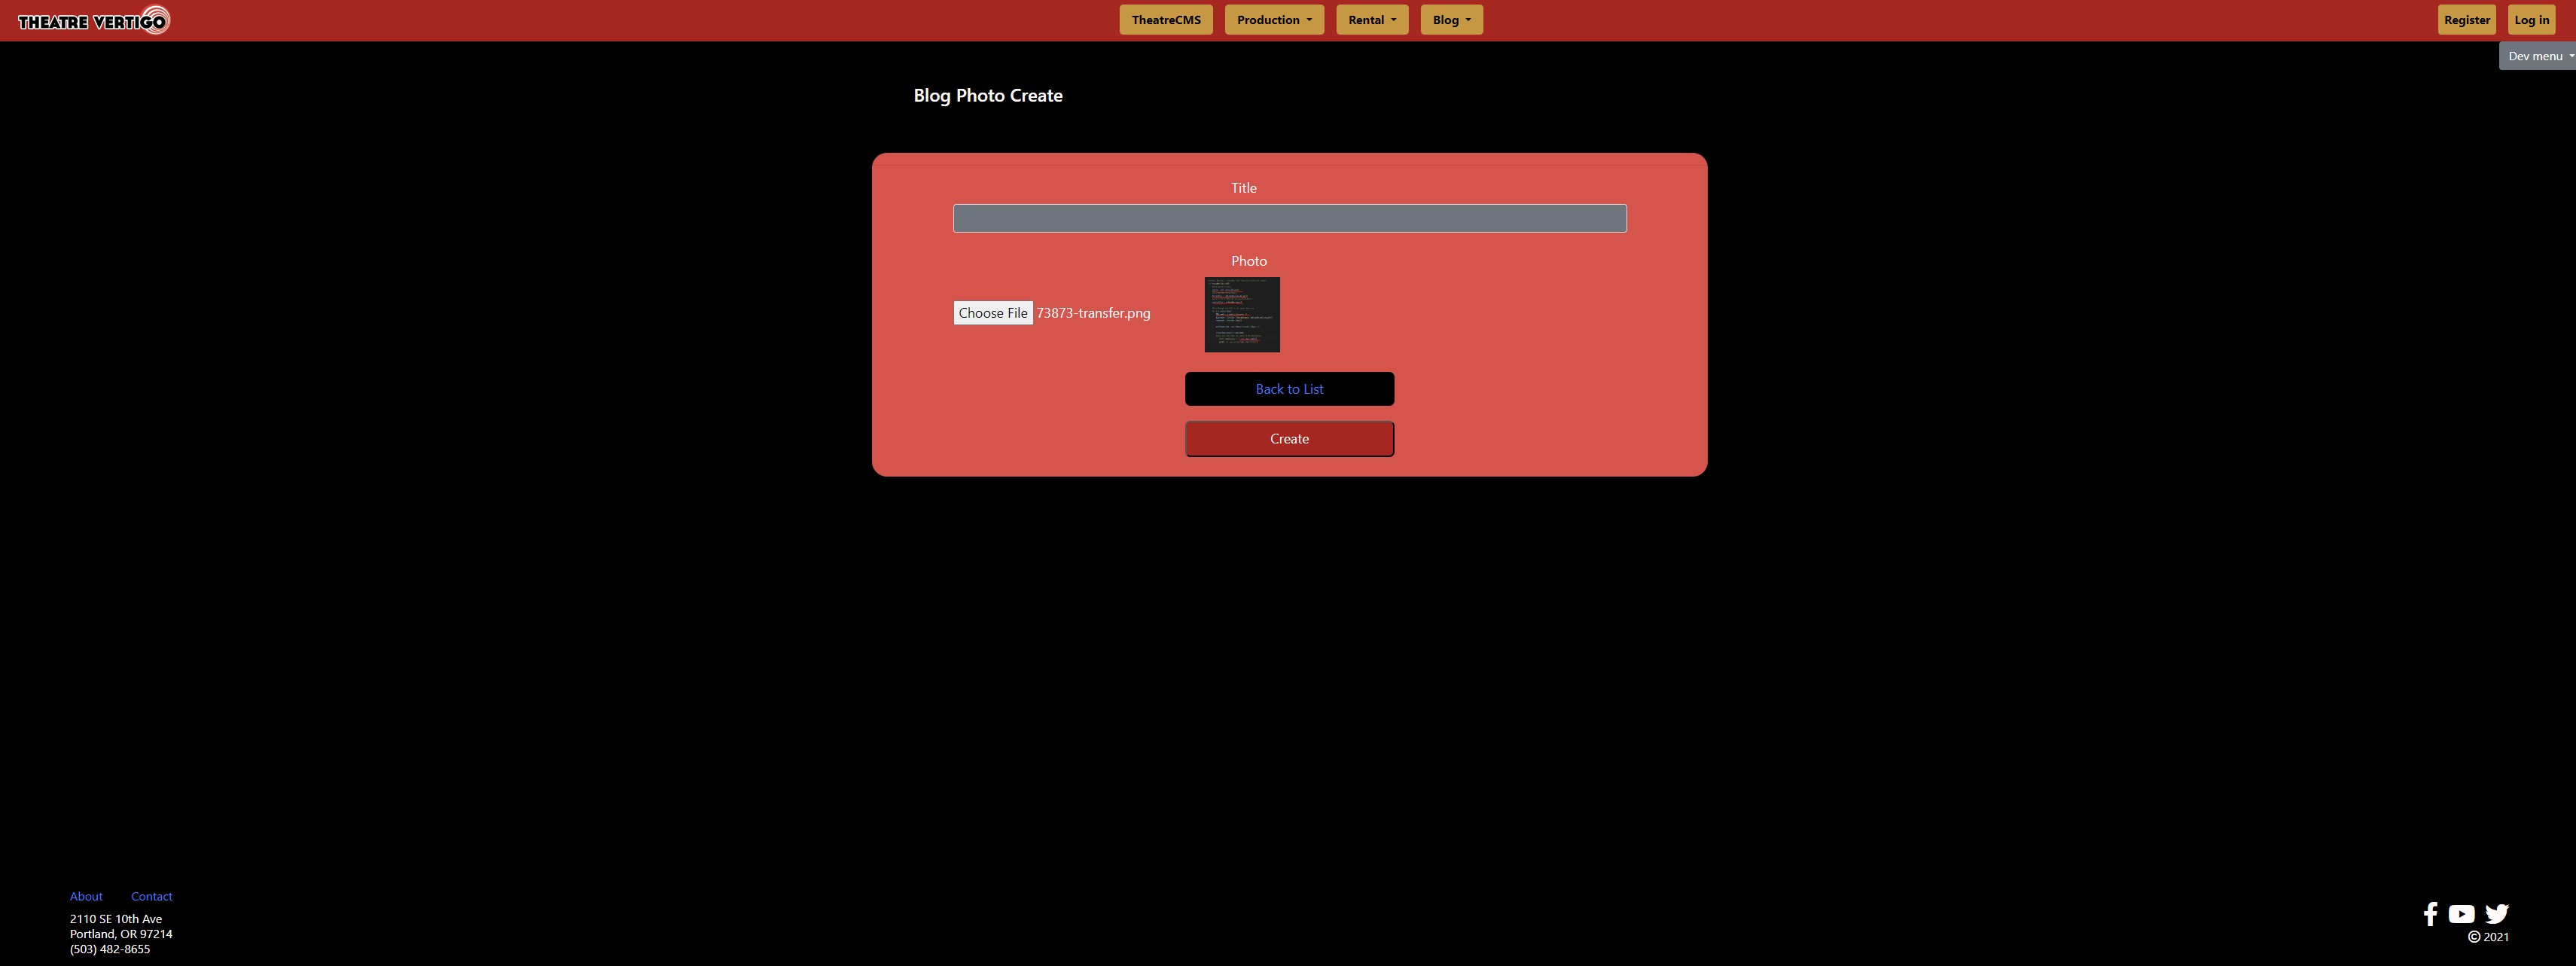 THEATRE VERTIGO
TheatreCMS
Production
Rental
Blog
Register
Log in
Dev menu
Blog Photo Create
Title
Photo
Choose File 73873-transfer.png
Back to List
Create
About Contact
2110 SE 10th Ave
Portland, OR 97214
(503) 482-8655
© 2021